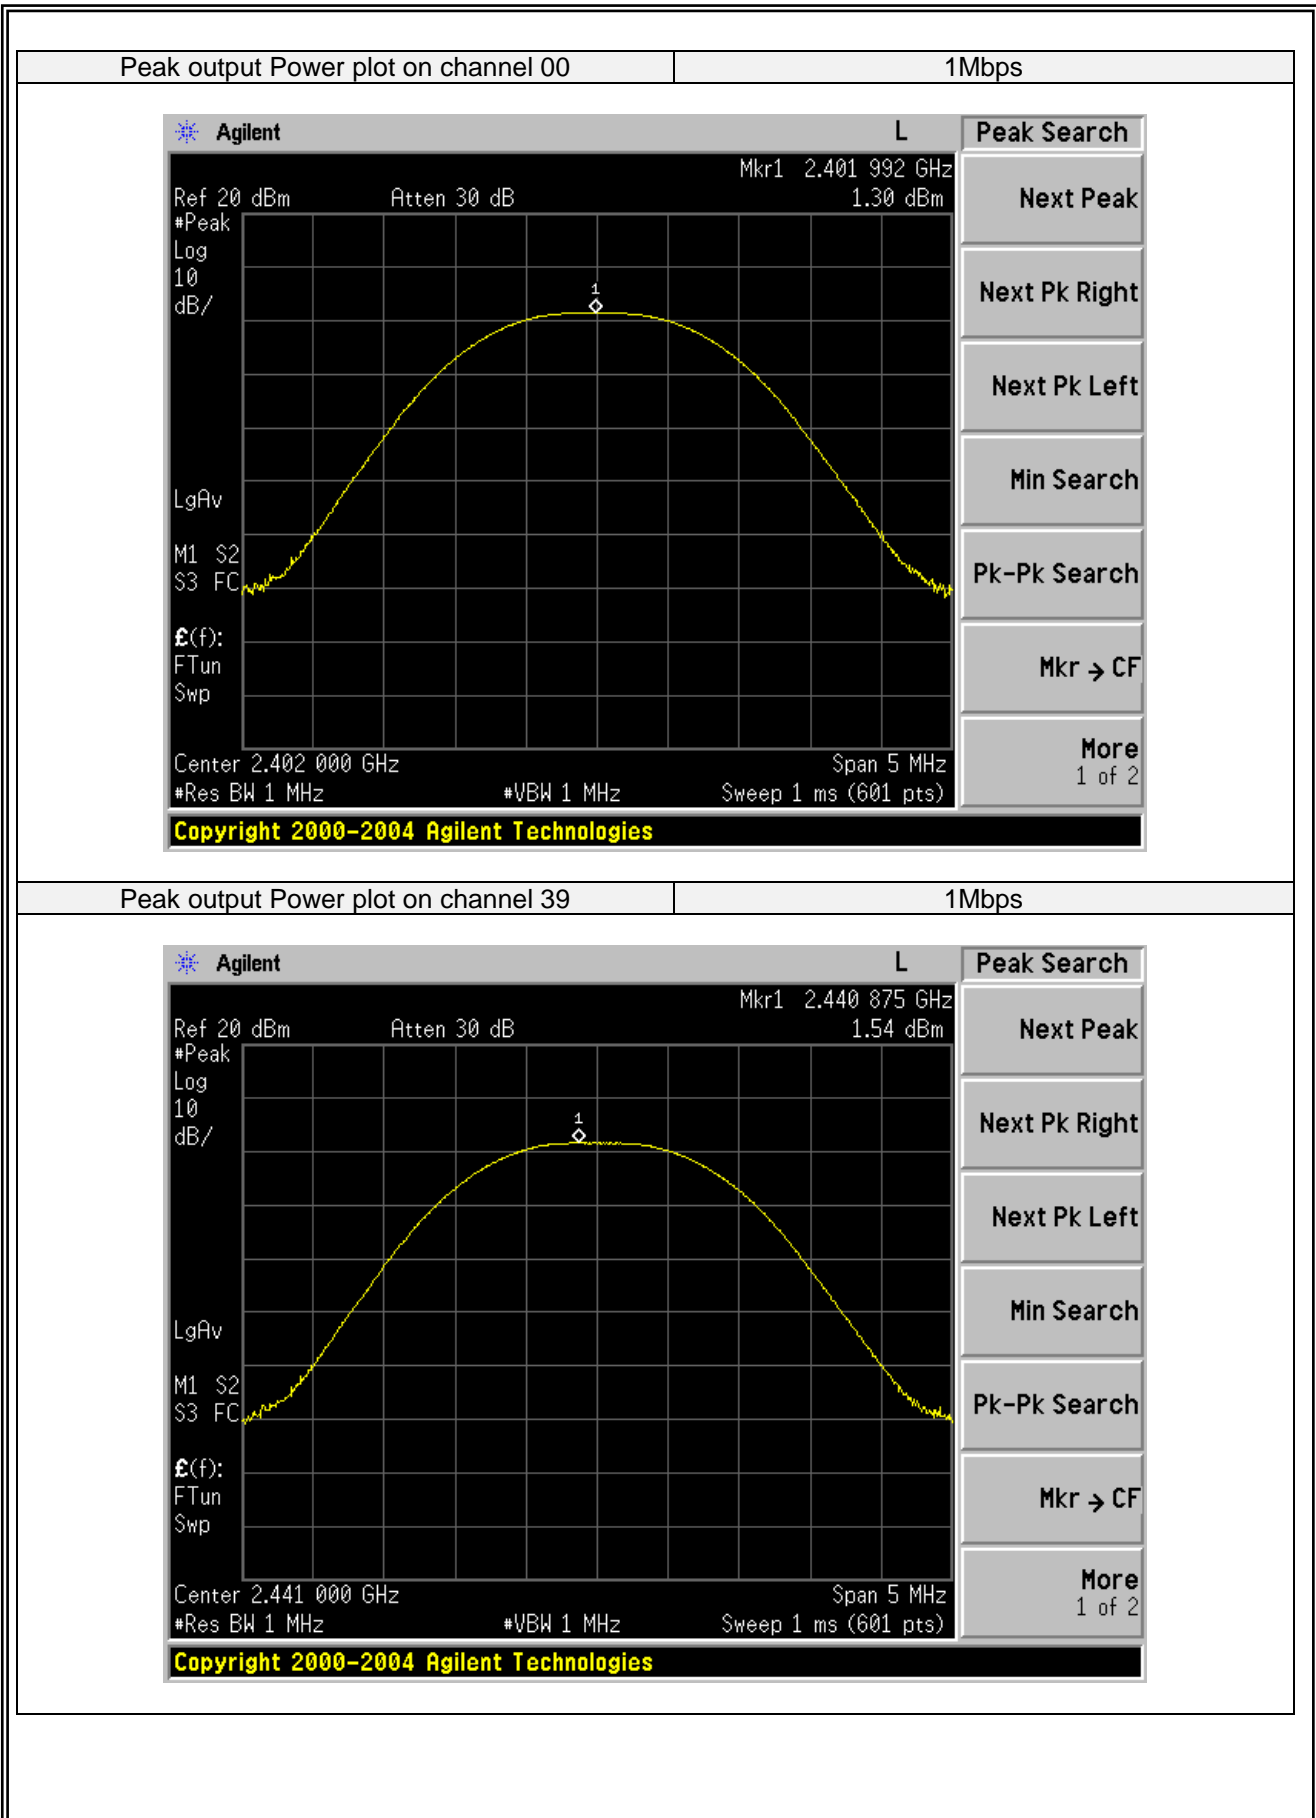 Peak output Power plot on channel 00 1Mbps
Agilent L Peak Search
Mkr1 2.401 992 GHz
Ref 20 dBm Atten 30 dB 1.30 dBm
Next Peak
#Peak
Log
10
dB/
1
Next Pk Right
Next Pk Left
Min Search
LgAv
M1 S2
S3 FC
Pk-Pk Search
£(f):
FTun
Swp
Mkr → CF
Center 2.402 000 GHz Span 5 MHz
#Res BW 1 MHz #VBW 1 MHz Sweep 1 ms (601 pts)
More
1 of 2
Copyright 2000-2004 Agilent Technologies
Peak output Power plot on channel 39 1Mbps
Agilent L Peak Search
Mkr1 2.440 875 GHz
Ref 20 dBm Atten 30 dB 1.54 dBm
Next Peak
#Peak
Log
10
dB/
1
Next Pk Right
Next Pk Left
Min Search
LgAv
M1 S2
S3 FC
Pk-Pk Search
£(f):
FTun
Swp
Mkr → CF
Center 2.441 000 GHz Span 5 MHz
#Res BW 1 MHz #VBW 1 MHz Sweep 1 ms (601 pts)
More
1 of 2
Copyright 2000-2004 Agilent Technologies